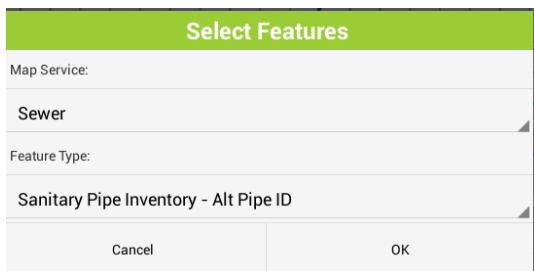 Select Features
Map Service:
Sewer
Feature Type:
Sanitary Pipe Inventory - Alt Pipe ID
Cancel OK